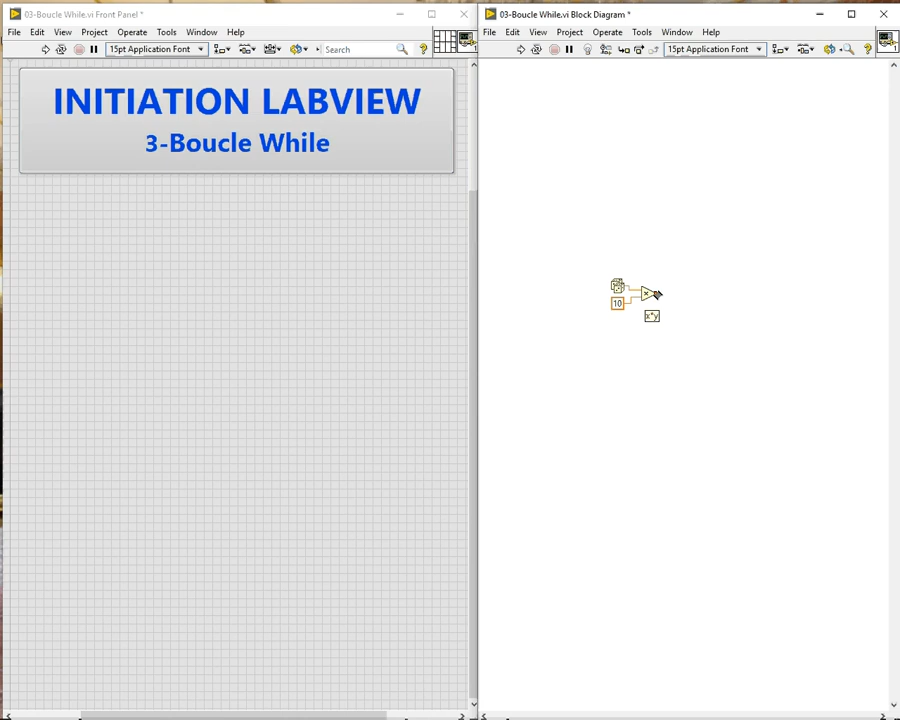 03-Boucle While.vi Front Panel *
File Edit View Project Operate Tools Window Help
15pt Application Font
Search
?
INITIATION LABVIEW
3-Boucle While
03-Boucle While.vi Block Diagram *
File Edit View Project Operate Tools Window Help
15pt Application Font
?
x
10
x*y